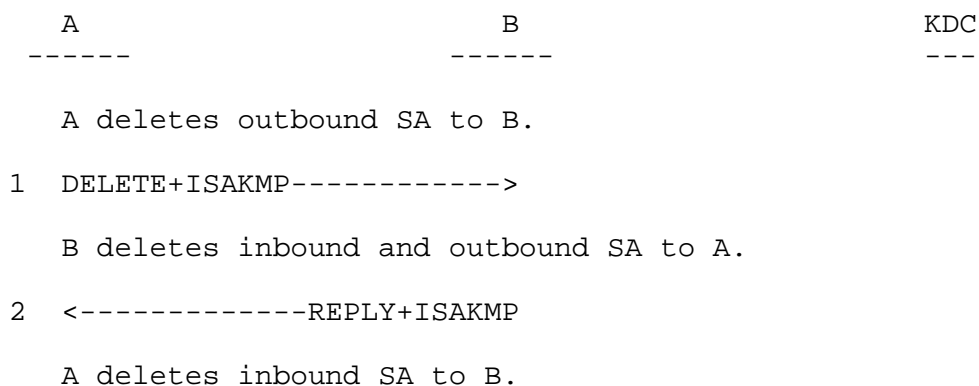 A B KDC
------ ------ ---
A deletes outbound SA to B.
1 DELETE+ISAKMP------------>
B deletes inbound and outbound SA to A.
2 <-------------REPLY+ISAKMP
A deletes inbound SA to B.